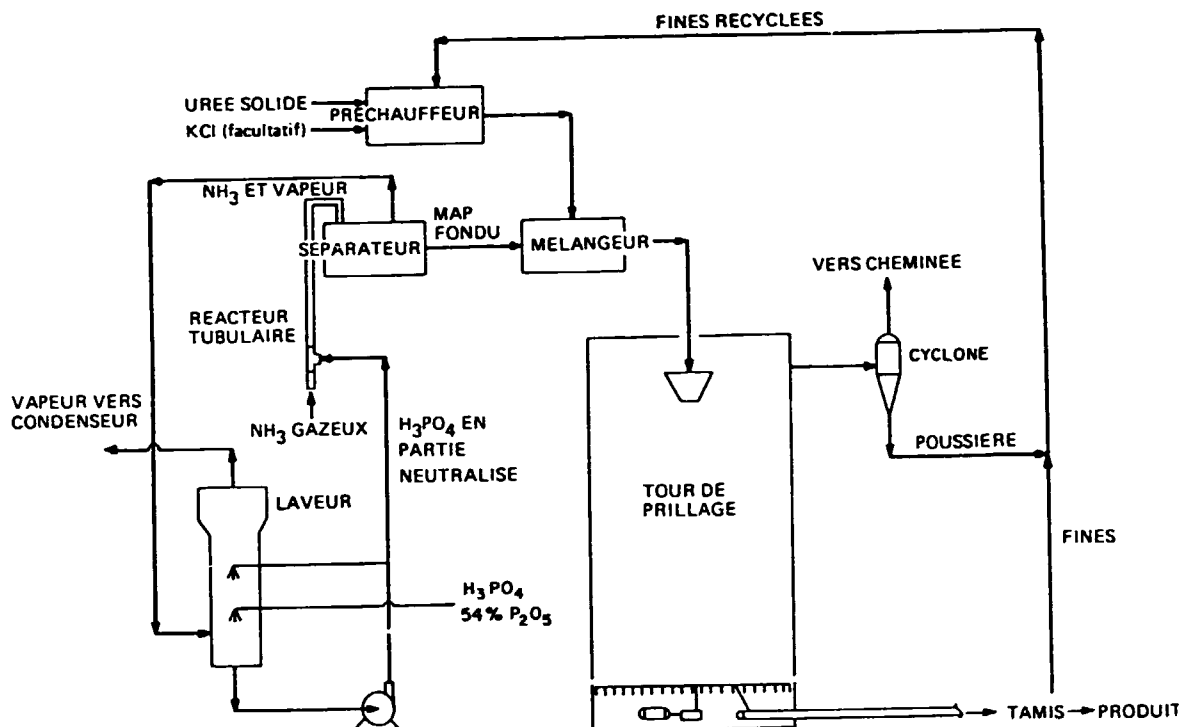 FINES RECYCLEES
UREE SOLIDE
KCl (facultatif)
PRECHAUFFEUR
NH3 ET VAPEUR
SEPARATEUR
MAP
FONDU
MELANGEUR
VERS CHEMINEE
REACTEUR
TUBULAIRE
CYCLONE
VAPEUR VERS
CONDENSEUR
NH3 GAZEUX
H3PO4 EN
PARTIE
NEUTRALISÉ
POUSSIERE
LAVEUR
TOUR DE
PRILLAGE
FINES
H3PO4
54% P2O5
TAMIS
PRODUIT